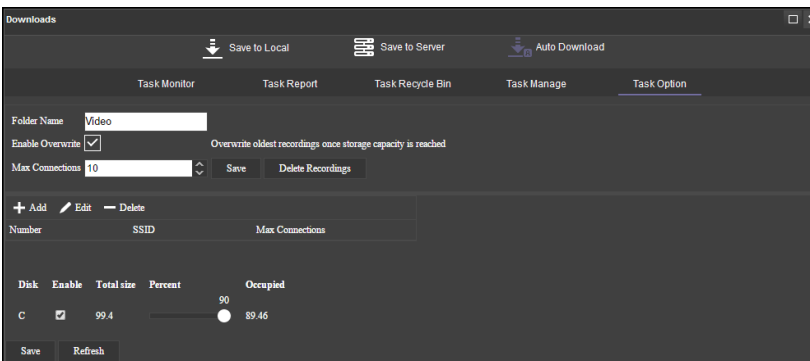 Downloads
Save to Local Save to Server Auto Download
Task Monitor Task Report Task Recycle Bin Task Manage Task Option
Folder Name Video
Enable Overwrite Overwrite oldest recordings once storage capacity is reached
Max Connections 10 Save Delete Recordings
Add Edit Delete
Number SSID Max Connections
Disk Enable Total size Percent Occupied
90
C 99.4 89.46
Save Refresh